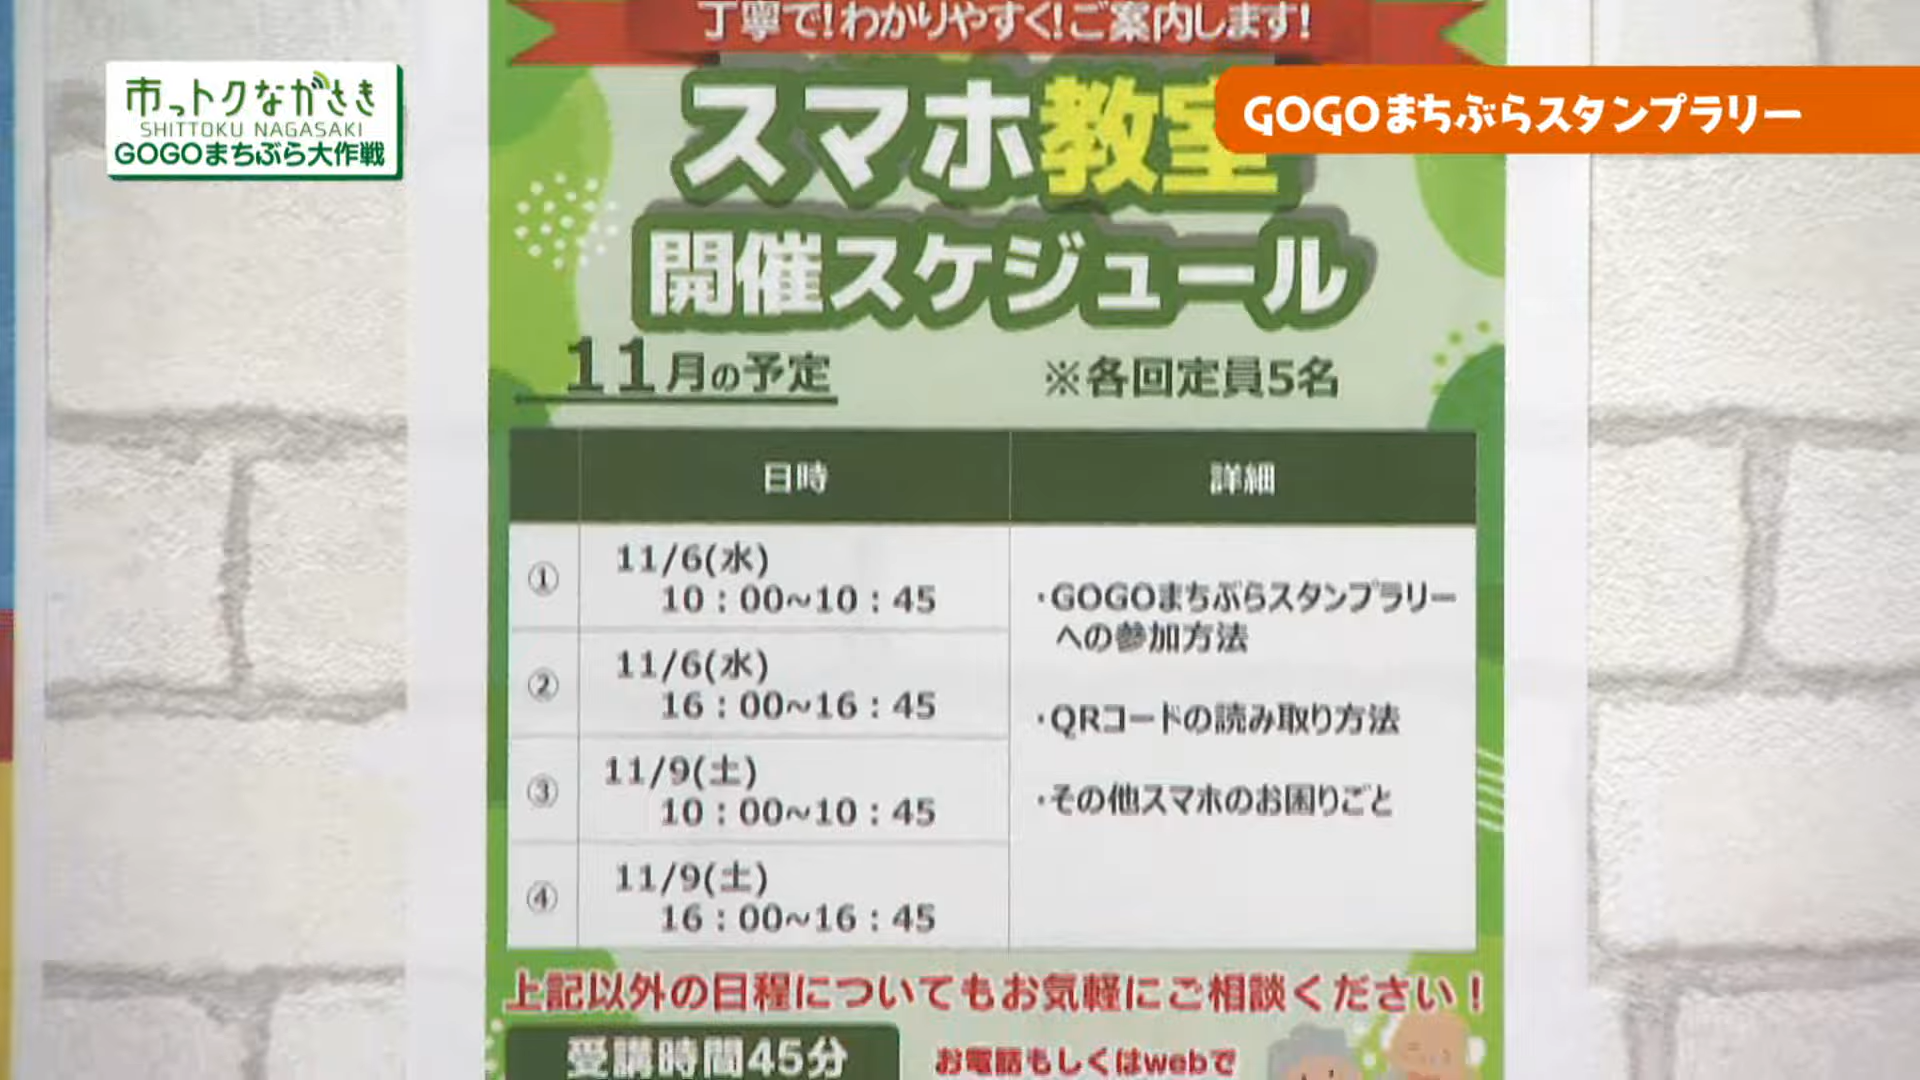 市っトクながさき
SHITTOKU NAGASAKI
GOGOまちぶら大作戦
GOGOまちぶらスタンプラリー
丁寧で!わかりやすく!ご案内します!
スマホ教室
開催スケジュール
11月の予定
※各回定員5名
日時
詳細
① 11/6(水)
10:00~10:45
② 11/6(水)
16:00~16:45
③ 11/9(土)
10:00~10:45
④ 11/9(土)
16:00~16:45
・GOGOまちぶらスタンプラリー
への参加方法
・QRコードの読み取り方法
・その他スマホのお困りごと
上記以外の日程についてもお気軽にご相談ください!
受講時間45分
お電話もしくはwebで